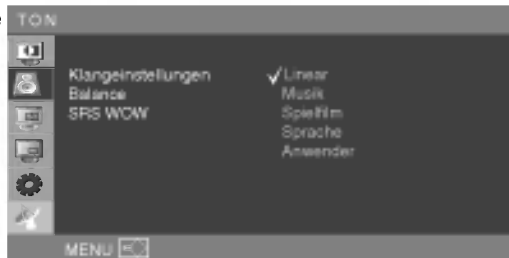 TON
Klangeinstellungen
Balance
SRS WOW
✓Linear
Musik
Spielfilm
Sprache
Anwender
MENU